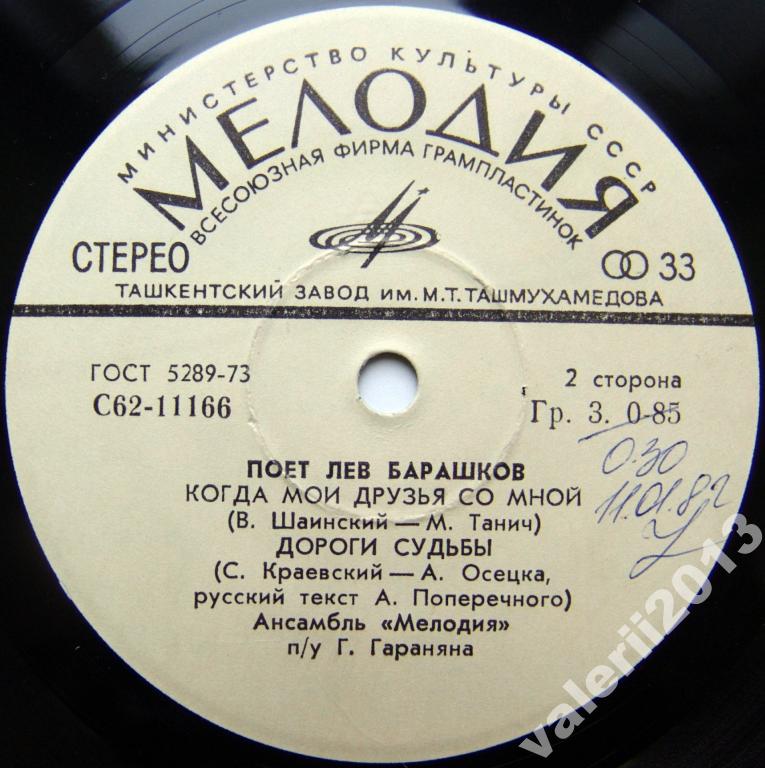 МИНИСТЕРСТВО КУЛЬТУРЫ СССР
МЕЛОДИЯ
ВСЕСОЮЗНАЯ ФИРМА ГРАМПЛАСТИНОК
СТЕРЕО
33
ТАШКЕНТСКИЙ ЗАВОД ИМ. М. Т. ТАШМУХАМЕДОВА
ГОСТ 5289-73
2 сторона
С62-11166
Гр. 3. 0-85
0.30
11.01.82
ПОЕТ ЛЕВ БАРАШКОВ
КОГДА МОИ ДРУЗЬЯ СО МНОЙ
(В. Шаинский — М. Танич)
ДОРОГИ СУДЬБЫ
(С. Краевский — А. Осецка,
русский текст А. Поперечного)
Ансамбль «Мелодия»
п/у Г. Гараняна
valerii2013